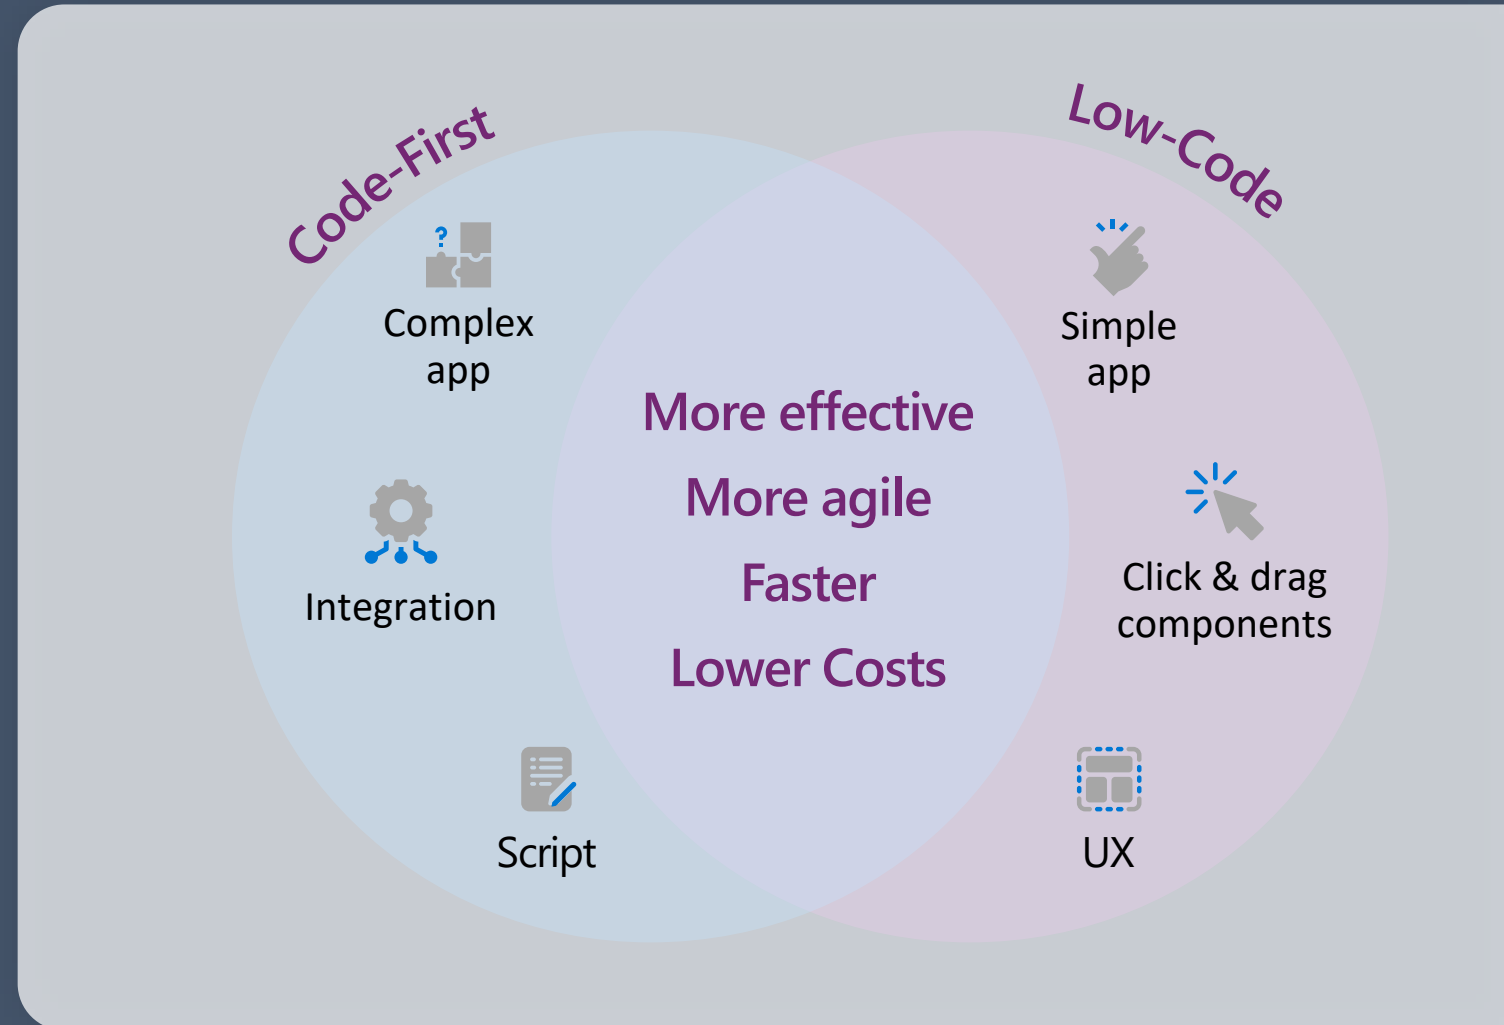 Code-First
Low-Code
?
Complex
app
Simple
app
More effective
More agile
Faster
Lower Costs
Integration
Click & drag
components
Script
UX